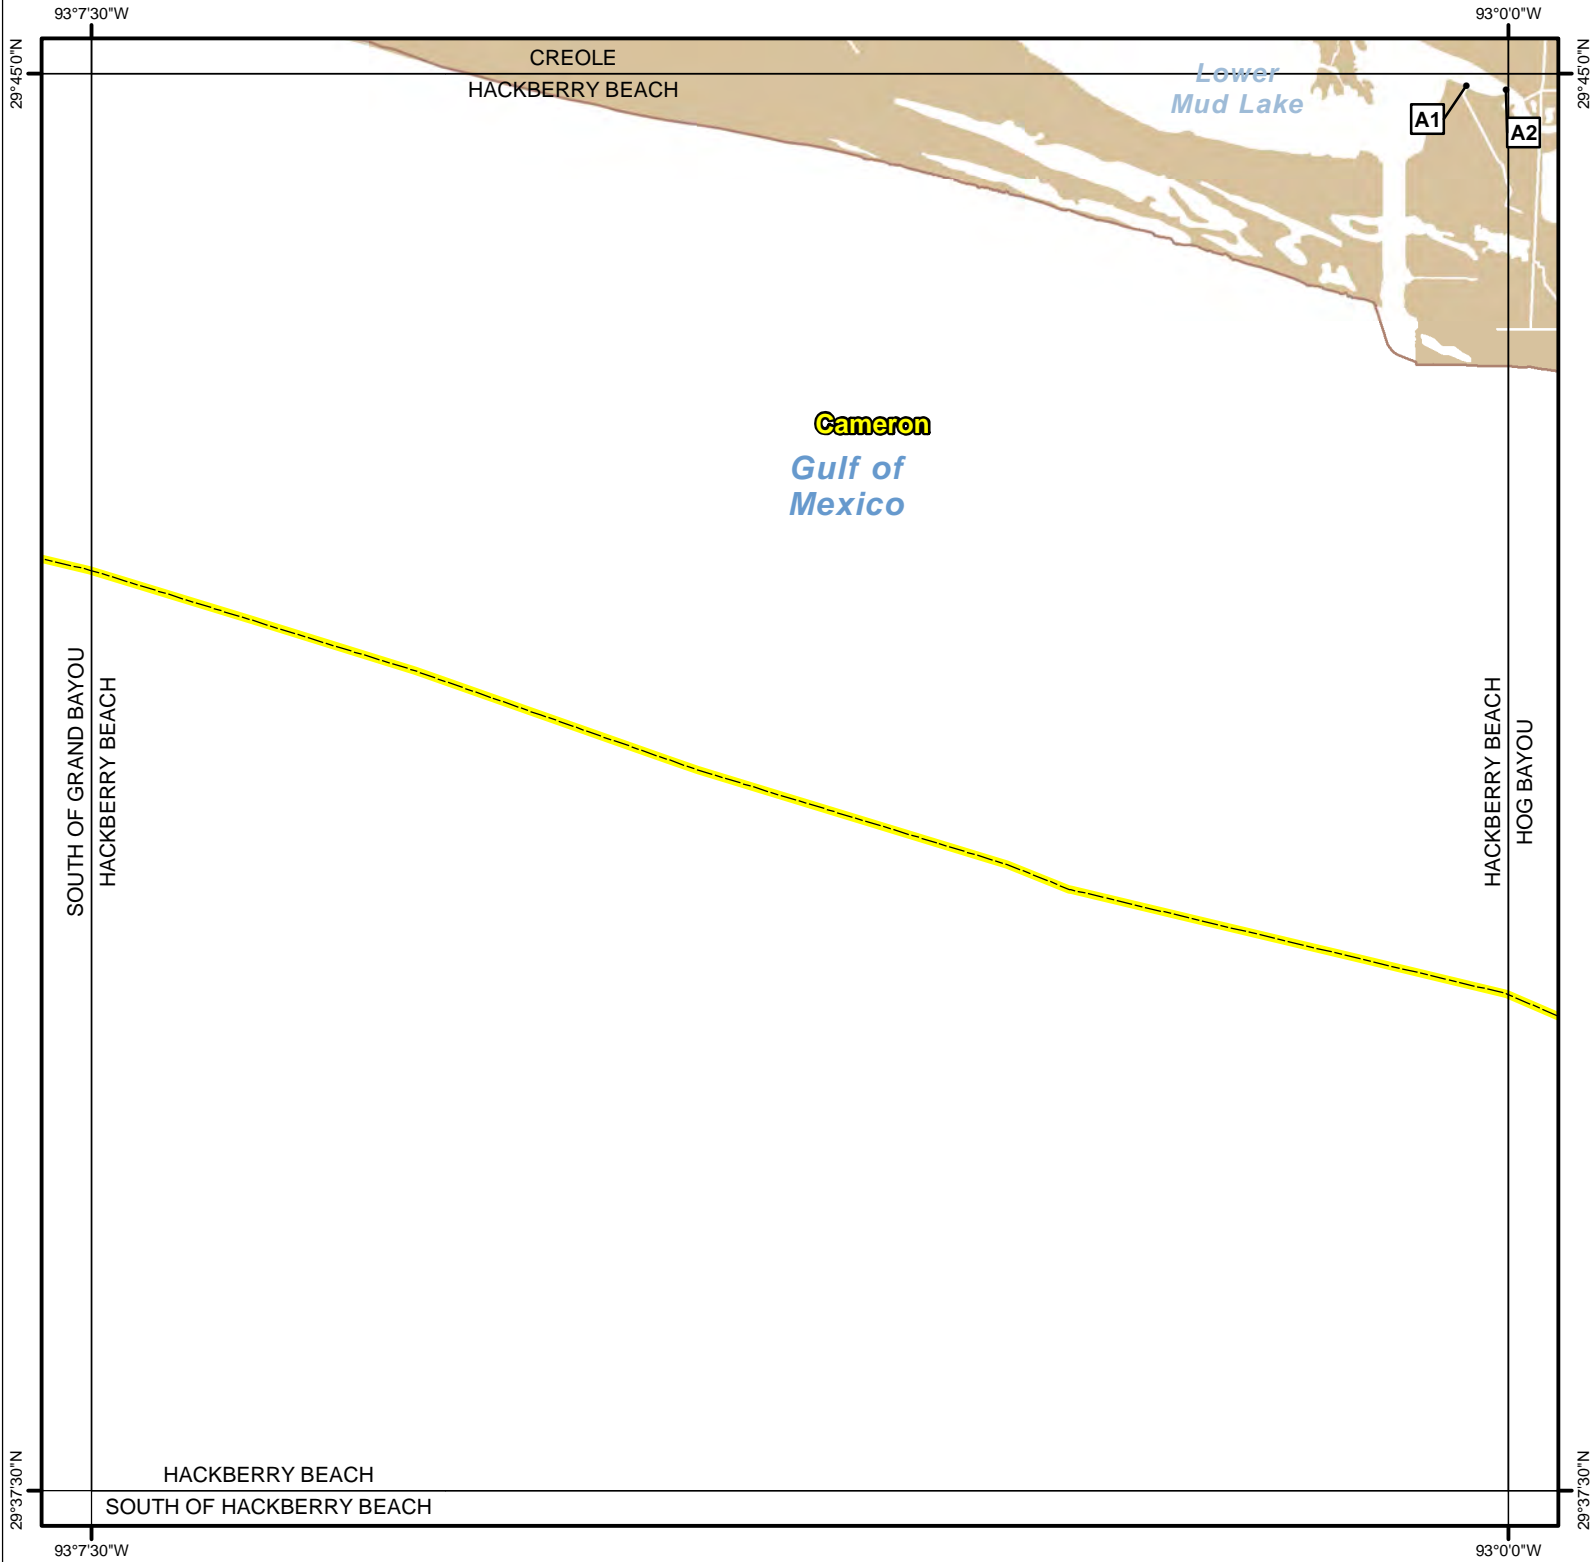 93°7'30"W
93°0'0"W
29°45'0"N
29°45'0"N
CREOLE
HACKBERRY BEACH
Lower
Mud Lake
A1
A2
Cameron
Gulf of
Mexico
SOUTH OF GRAND BAYOU
HACKBERRY BEACH
HACKBERRY BEACH
HOG BAYOU
HACKBERRY BEACH
SOUTH OF HACKBERRY BEACH
29°37'30"N
29°37'30"N
93°7'30"W
93°0'0"W